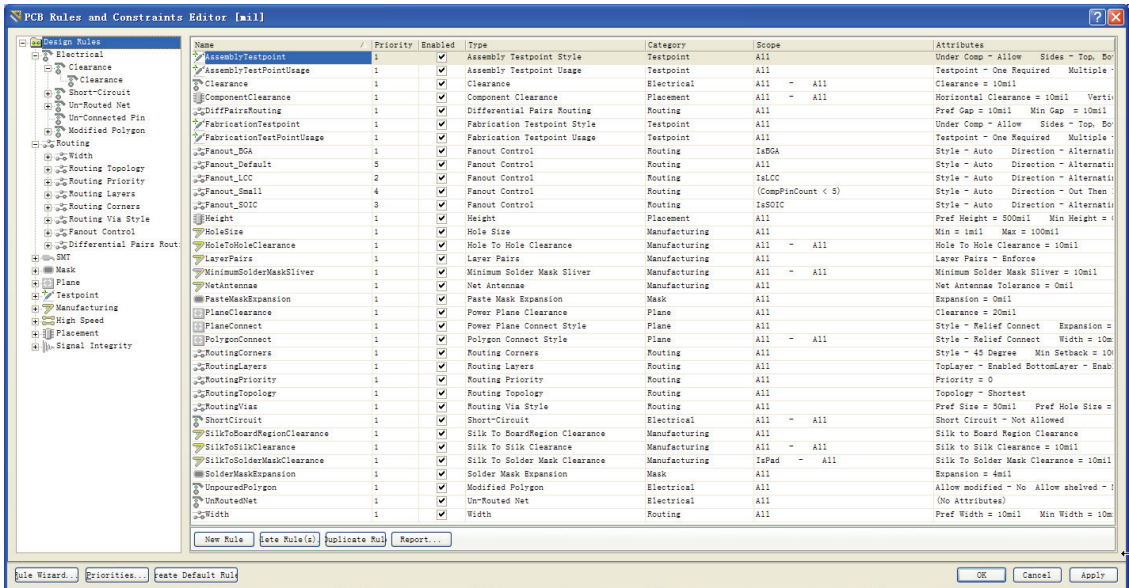 PCB Rules and Constraints Editor [mil]
Design Rules
Electrical
Clearance
Clearance
Short-Circuit
Un-Routed Net
Un-Connected Pin
Modified Polygon
Routing
Width
Routing Topology
Routing Priority
Routing Layers
Routing Corners
Routing Via Style
Fanout Control
Differential Pairs Rout
SMT
Mask
Plane
Testpoint
Manufacturing
High Speed
Placement
Signal Integrity
Name / Priority Enabled Type Category Scope Attributes
AssemblyTestpoint 1 Assembly Testpoint Style Testpoint All Under Comp - Allow Sides - Top, Bo
AssemblyTestPointUsage 1 Assembly Testpoint Usage Testpoint All Testpoint - One Required Multiple
Clearance 1 Clearance Electrical All - All Clearance = 10mil
ComponentClearance 1 Component Clearance Placement All - All Horizontal Clearance = 10mil Verti
DiffPairsRouting 1 Differential Pairs Routing Routing All Pref Gap = 10mil Min Gap = 10mil
FabricationTestpoint 1 Fabrication Testpoint Style Testpoint All Under Comp - Allow Sides - Top, Bo
FabricationTestPointUsage 1 Fabrication Testpoint Usage Testpoint All Testpoint - One Required Multiple
Fanout_BGA 1 Fanout Control Routing IsBGA Style - Auto Direction - Alternati
Fanout_Default 5 Fanout Control Routing All Style - Auto Direction - Alternati
Fanout_LCC 2 Fanout Control Routing IsLCC Style - Auto Direction - Alternati
Fanout_Small 4 Fanout Control Routing (CompPinCount < 5) Style - Auto Direction - Out Then
Fanout_SOIC 3 Fanout Control Routing IsSOIC Style - Auto Direction - Alternati
Height 1 Height Placement All Pref Height = 500mil Min Height =
HoleSize 1 Hole Size Manufacturing All Min = 1mil Max = 100mil
HoleToHoleClearance 1 Hole To Hole Clearance Manufacturing All - All Hole To Hole Clearance = 10mil
LayerPairs 1 Layer Pairs Manufacturing All Layer Pairs - Enforce
MinimumSolderMaskSliver 1 Minimum Solder Mask Sliver Manufacturing All - All Minimum Solder Mask Sliver = 10mil
NetAntennae 1 Net Antennae Manufacturing All Net Antennae Tolerance = 0mil
PasteMaskExpansion 1 Paste Mask Expansion Mask All Expansion = 0mil
PlaneClearance 1 Power Plane Clearance Plane All Clearance = 20mil
PlaneConnect 1 Power Plane Connect Style Plane All Style - Relief Connect Expansion =
PolygonConnect 1 Polygon Connect Style Plane All - All Style - Relief Connect Width = 10m
RoutingCorners 1 Routing Corners Routing All Style - 45 Degree Min Setback = 10
RoutingLayers 1 Routing Layers Routing All TopLayer - Enabled BottomLayer - Enab
RoutingPriority 1 Routing Priority Routing All Priority = 0
RoutingTopology 1 Routing Topology Routing All Topology - Shortest
RoutingVias 1 Routing Via Style Routing All Pref Size = 50mil Pref Hole Size =
ShortCircuit 1 Short-Circuit Electrical All - All Short Circuit - Not Allowed
SilkToBoardRegionClearance 1 Silk To BoardRegion Clearance Manufacturing All Silk to Board Region Clearance
SilkToSilkClearance 1 Silk To Silk Clearance Manufacturing All - All Silk to Silk Clearance = 10mil
SilkToSolderMaskClearance 1 Silk To Solder Mask Clearance Manufacturing IsPad - All Silk To Solder Mask Clearance = 10mil
SolderMaskExpansion 1 Solder Mask Expansion Mask All Expansion = 4mil
UnpouredPolygon 1 Modified Polygon Electrical All Allow modified - No Allow shelved -
UnRoutedNet 1 Un-Routed Net Electrical All (No Attributes)
Width 1 Width Routing All Pref Width = 10mil Min Width = 10m
New Rule lete Rule(s). Duplicate Rul Report...
Rule Wizard... Priorities... reate Default Rule OK Cancel Apply